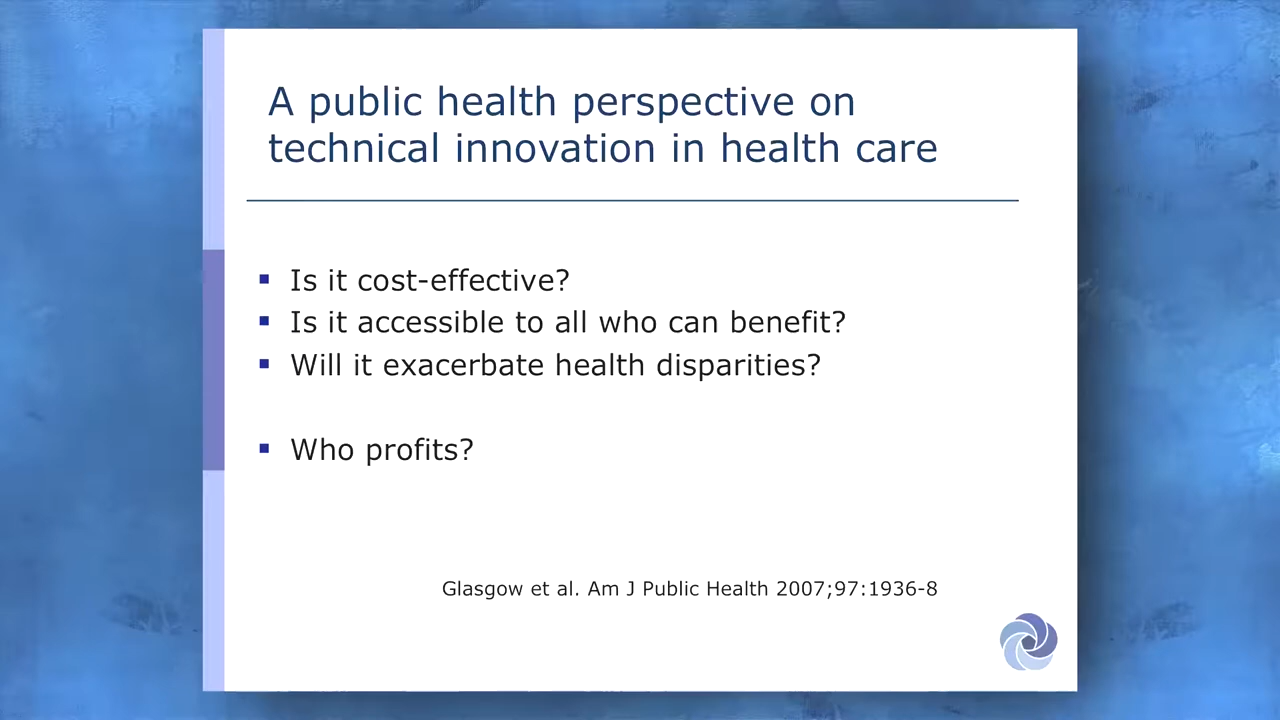 A public health perspective on
technical innovation in health care
▪ Is it cost-effective?
▪ Is it accessible to all who can benefit?
▪ Will it exacerbate health disparities?
▪ Who profits?
Glasgow et al. Am J Public Health 2007;97:1936-8